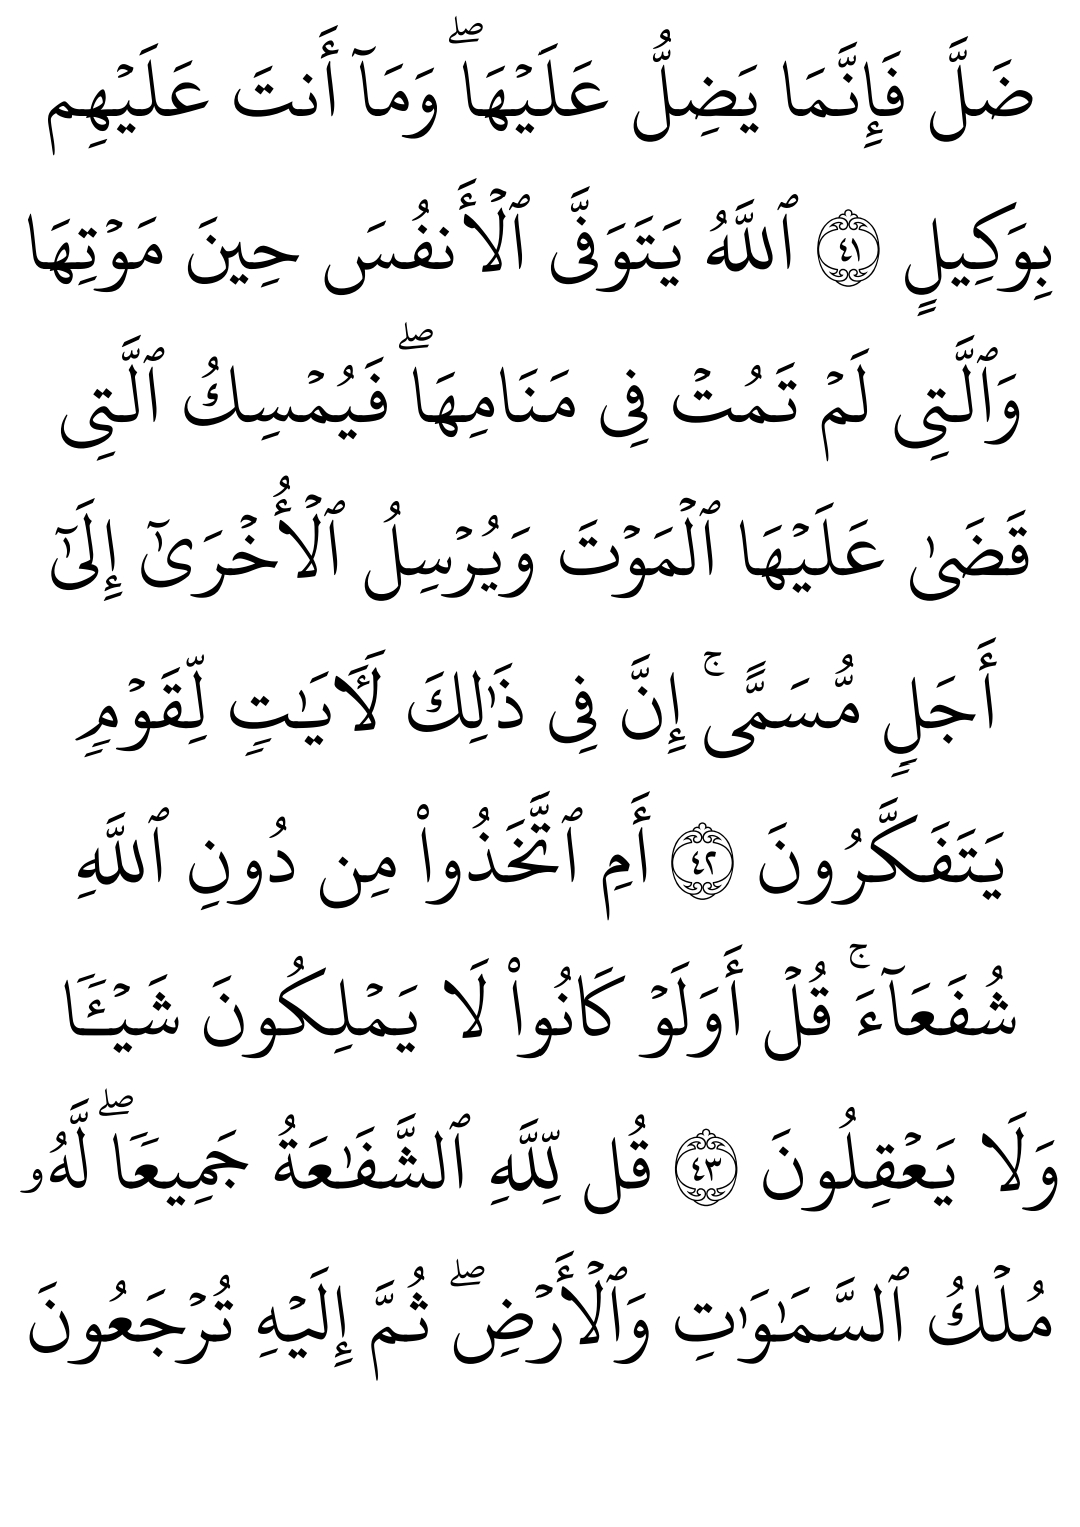 ضَلَّ فَإِنَّمَا يَضِلُّ عَلَيۡهَاۖ وَمَآ أَنتَ عَلَيۡهِم
بِوَكِيلٍ ٤١ ٱللَّهُ يَتَوَفَّى ٱلۡأَنفُسَ حِينَ مَوۡتِهَا
وَٱلَّتِي لَمۡ تَمُتۡ فِي مَنَامِهَاۖ فَيُمۡسِكُ ٱلَّتِي
قَضَىٰ عَلَيۡهَا ٱلۡمَوۡتَ وَيُرۡسِلُ ٱلۡأُخۡرَىٰٓ إِلَىٰٓ
أَجَلٖ مُّسَمًّىۚ إِنَّ فِي ذَٰلِكَ لَأٓيَٰتٖ لِّقَوۡمٖ
يَتَفَكَّرُونَ ٤٢ أَمِ ٱتَّخَذُواْ مِن دُونِ ٱللَّهِ
شُفَعَآءَۚ قُلۡ أَوَلَوۡ كَانُواْ لَا يَمۡلِكُونَ شَيۡـٔٗا
وَلَا يَعۡقِلُونَ ٤٣ قُل لِّلَّهِ ٱلشَّفَٰعَةُ جَمِيعٗاۖ لَّهُۥ
مُلۡكُ ٱلسَّمَٰوَٰتِ وَٱلۡأَرۡضِۖ ثُمَّ إِلَيۡهِ تُرۡجَعُونَ